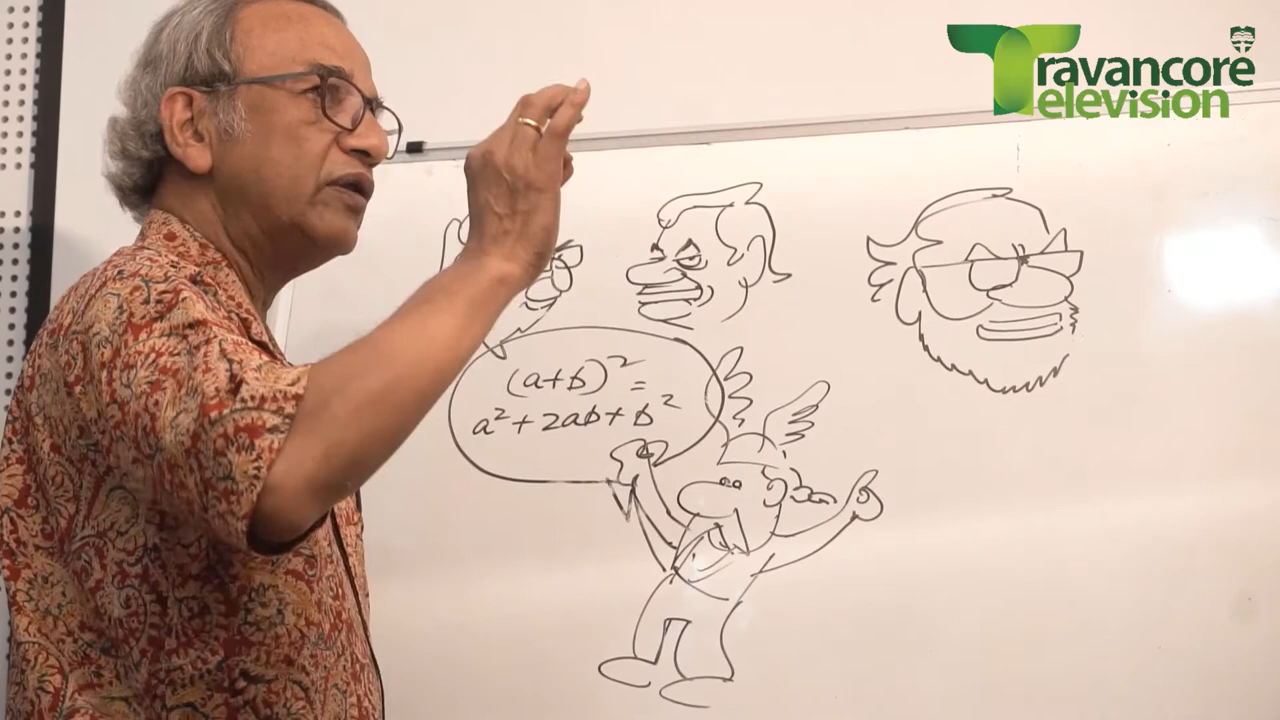 Travancore
Television
(a+b)² =
a²+2ab+b²